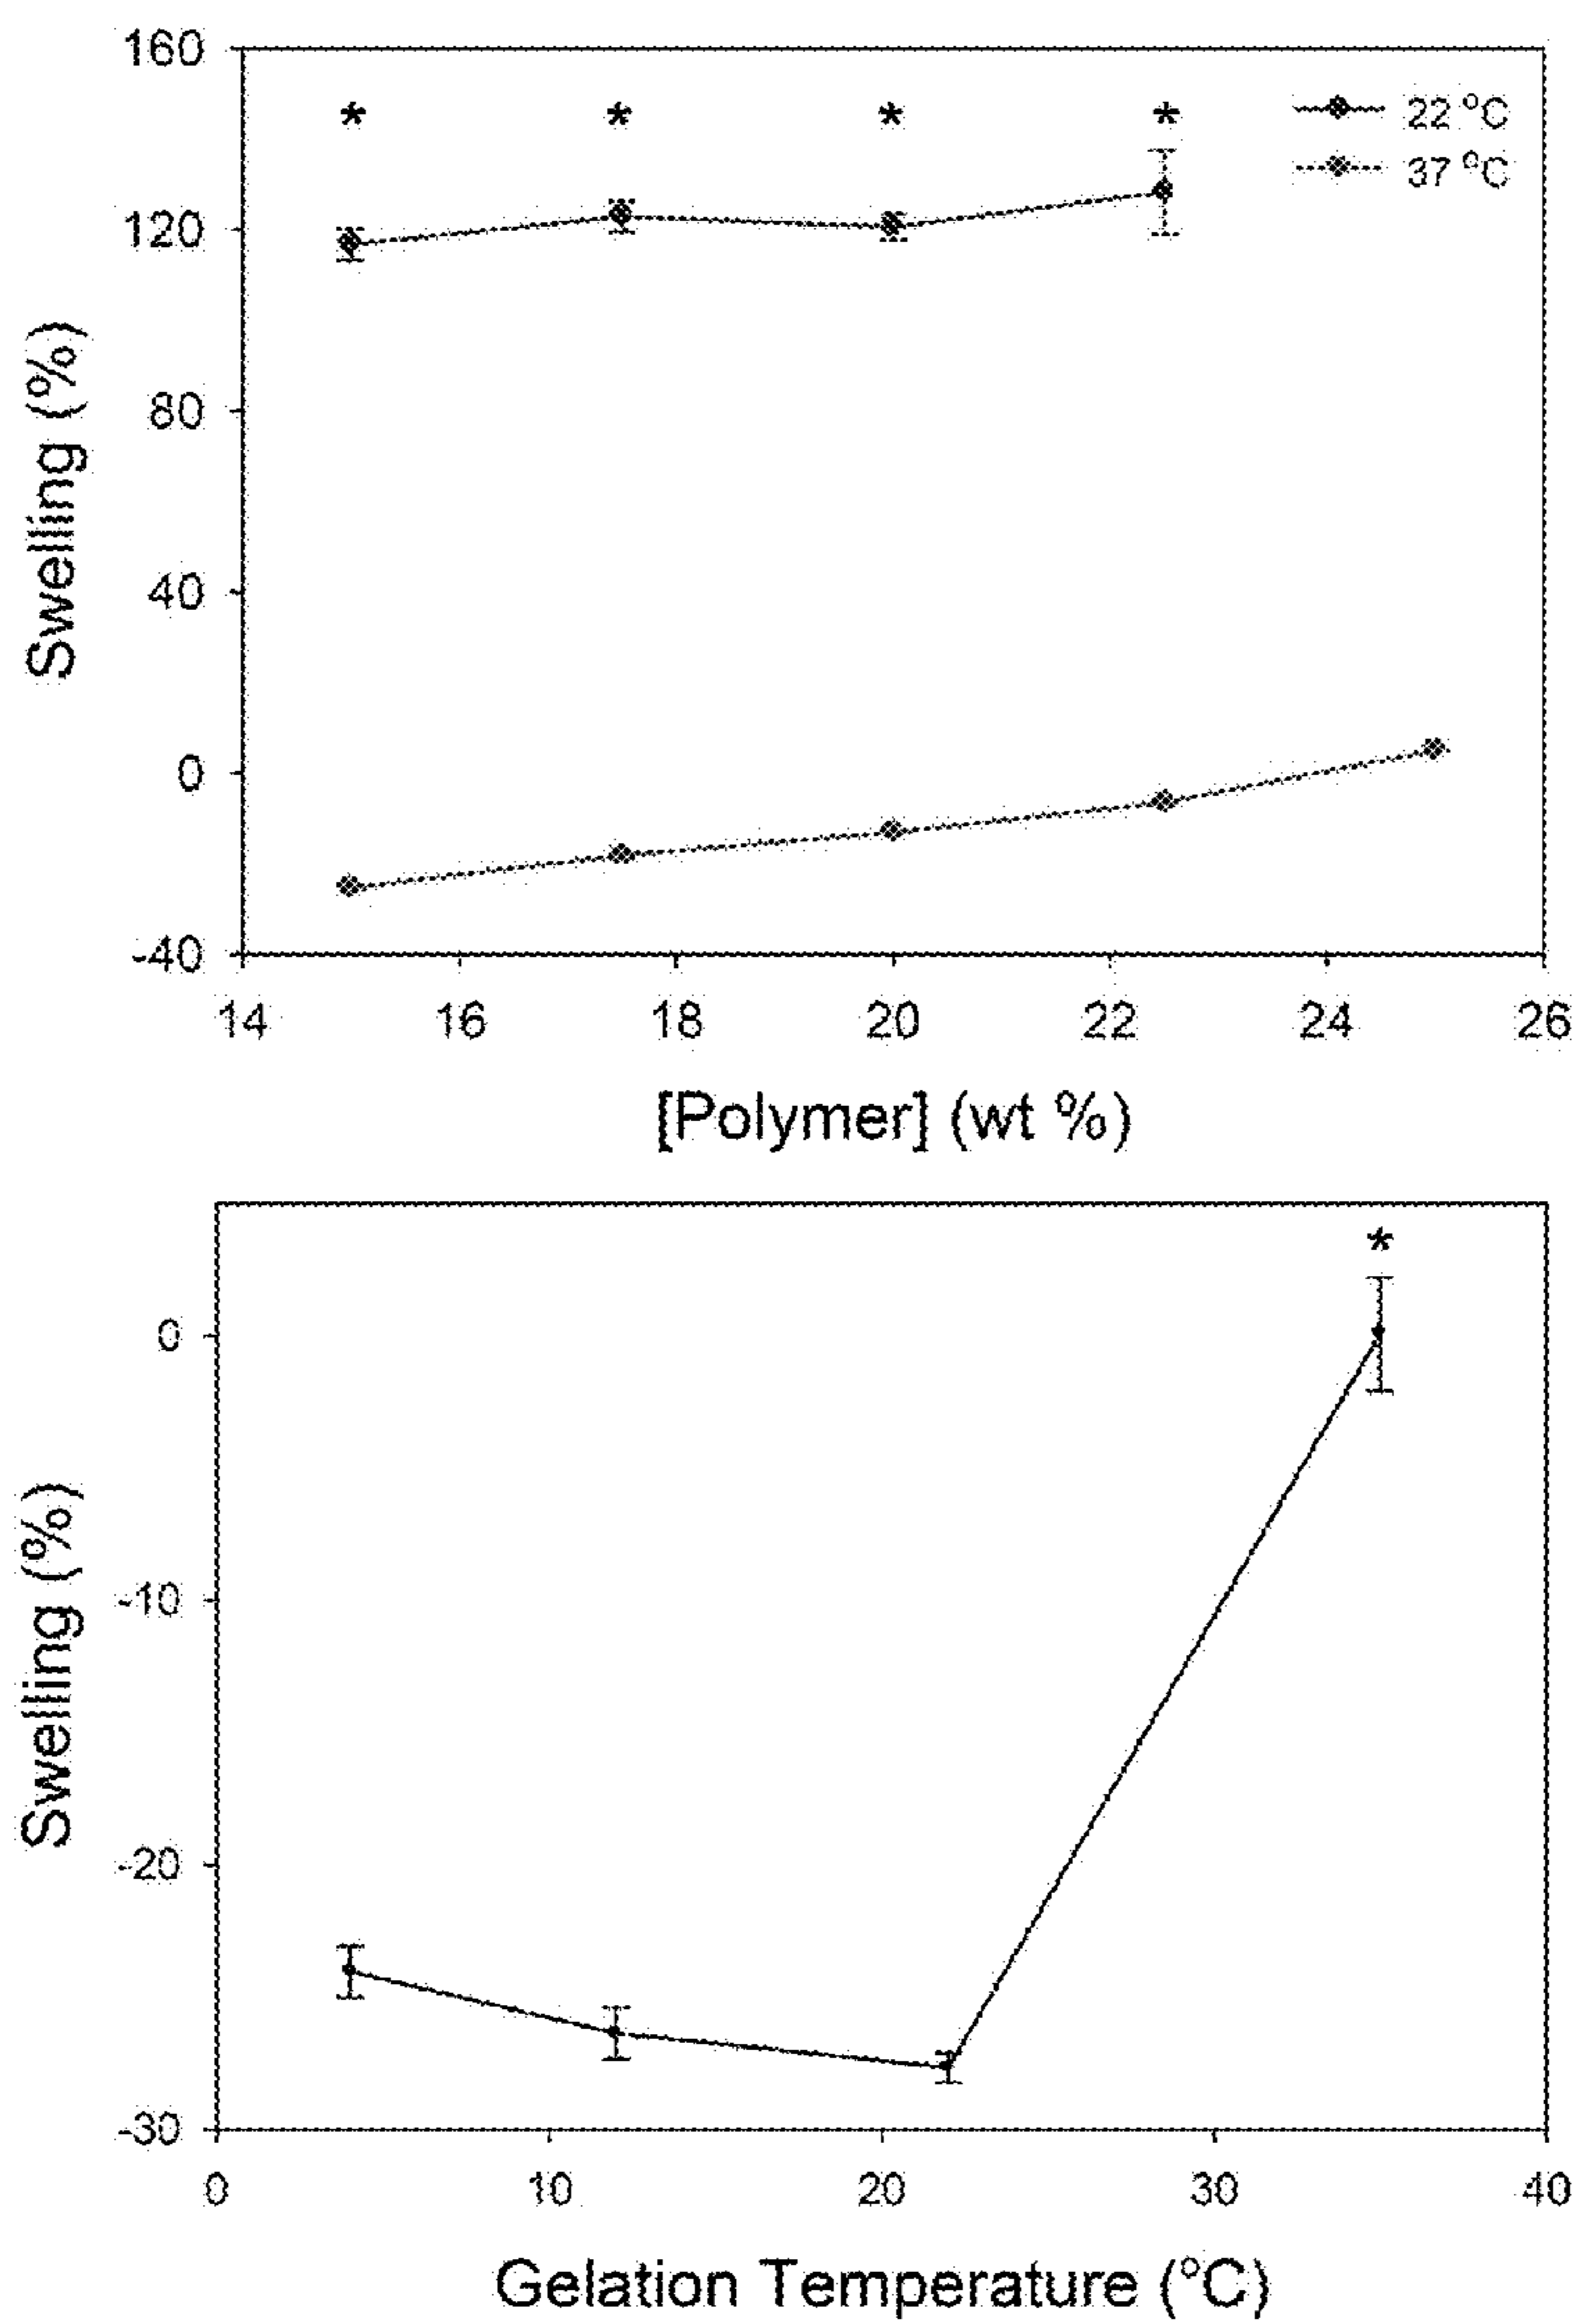 160
120
80
40
0
-40
Swelling (%)
* * * *
22 °C
37 °C
14 16 18 20 22 24 26
[Polymer] (wt %)
0
-10
-20
-30
Swelling (%)
*
0 10 20 30 40
Gelation Temperature (°C)